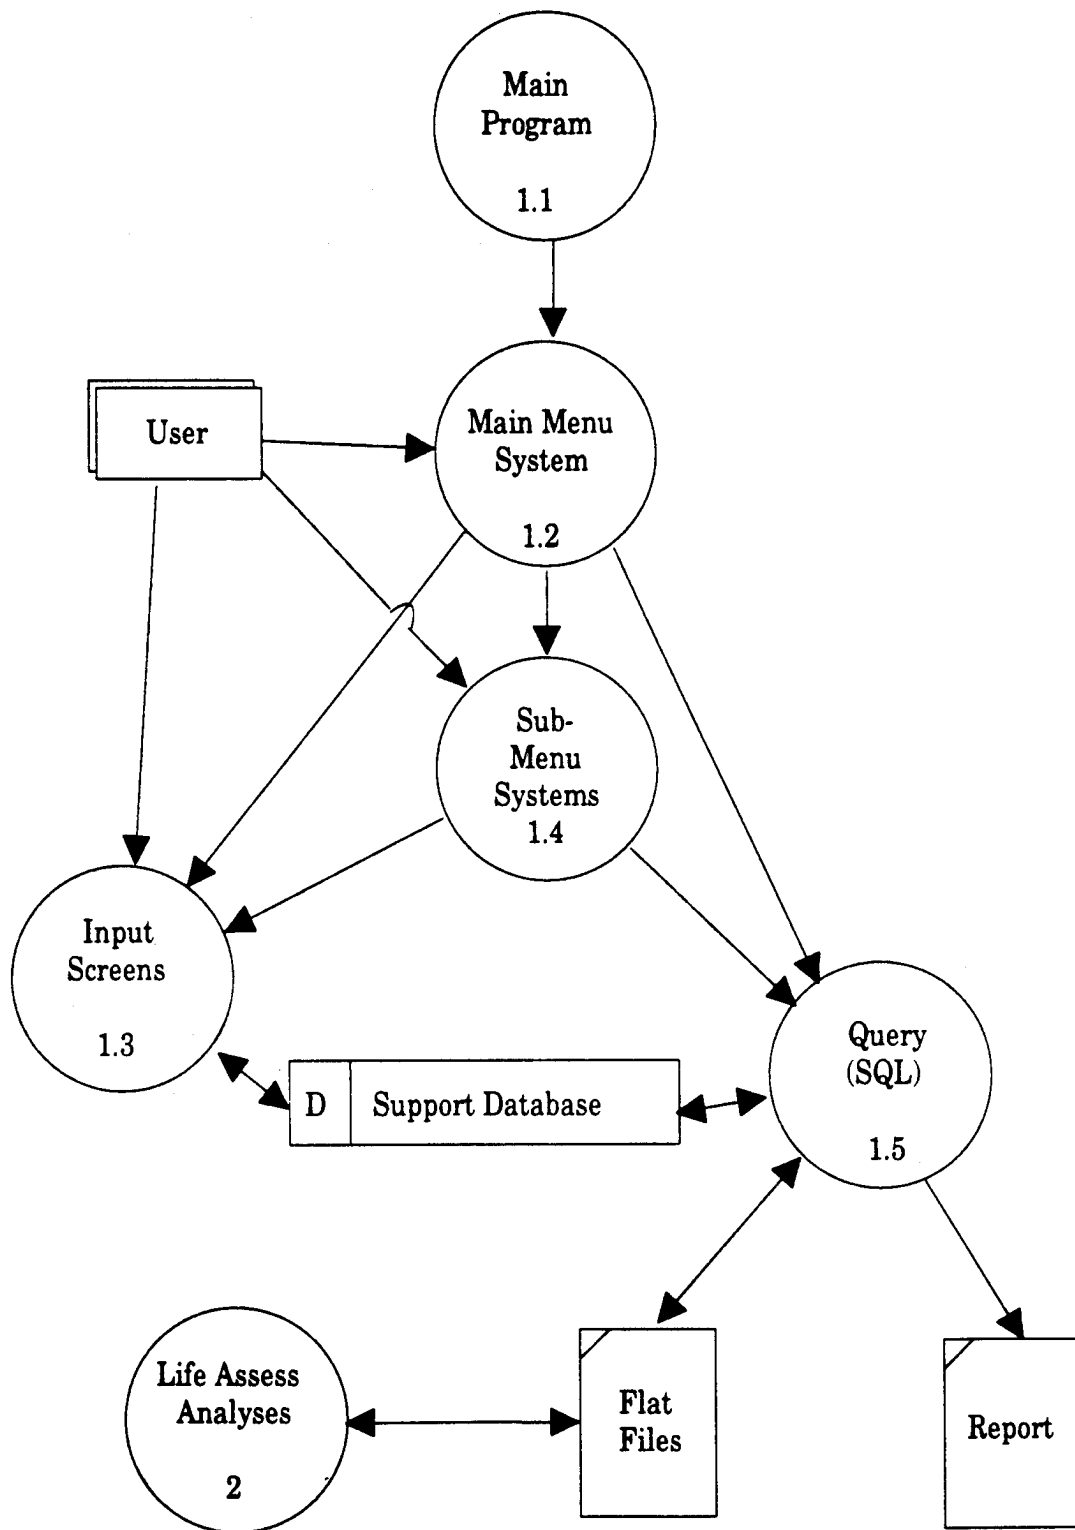 Main
Program
1.1
User
Main Menu
System
1.2
Sub-
Menu
Systems
1.4
Input
Screens
1.3
D
Support Database
Query
(SQL)
1.5
Life Assess
Analyses
2
Flat
Files
Report